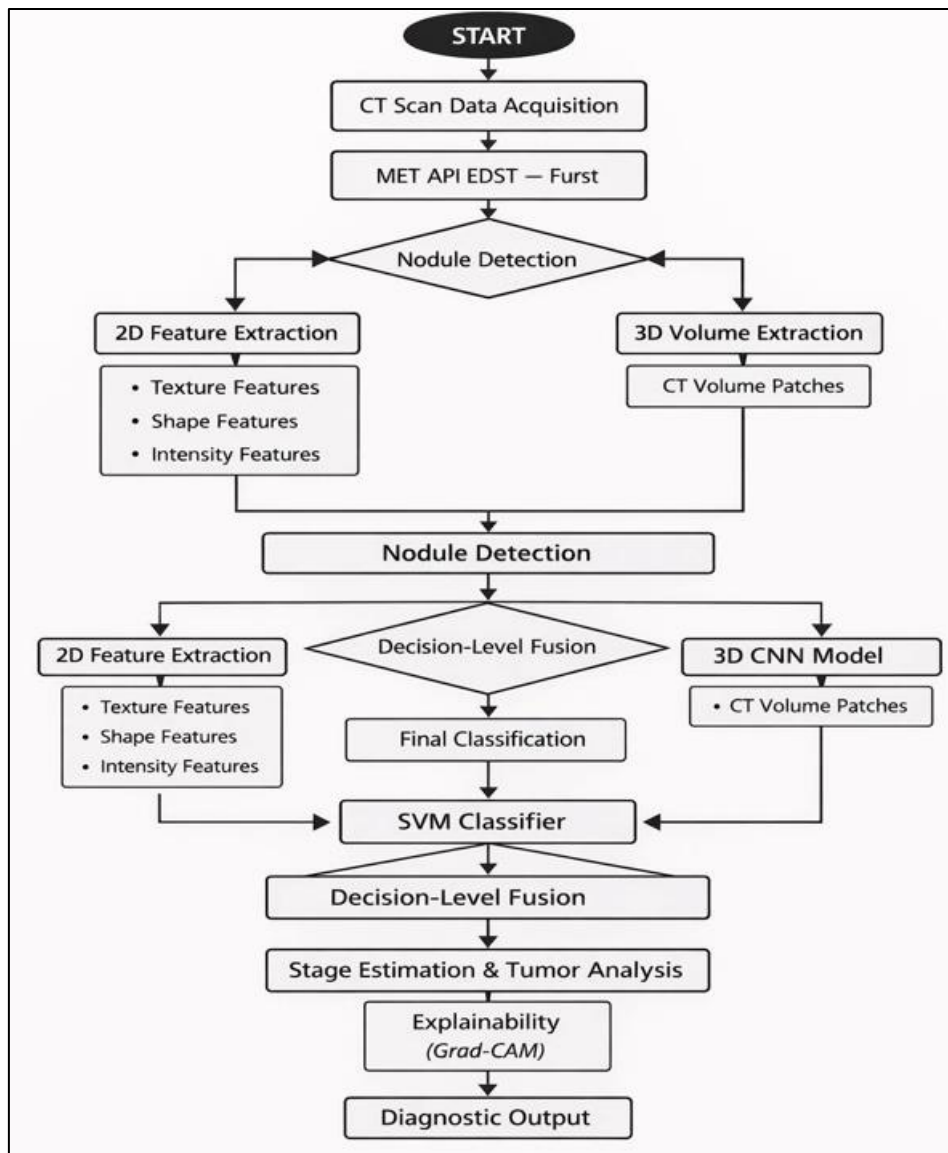 START
CT Scan Data Acquisition
MET API EDST — Furst
Nodule Detection
2D Feature Extraction
• Texture Features
• Shape Features
• Intensity Features
3D Volume Extraction
CT Volume Patches
Nodule Detection
2D Feature Extraction
• Texture Features
• Shape Features
• Intensity Features
Decision-Level Fusion
Final Classification
3D CNN Model
• CT Volume Patches
SVM Classifier
Decision-Level Fusion
Stage Estimation & Tumor Analysis
Explainability
(Grad-CAM)
Diagnostic Output